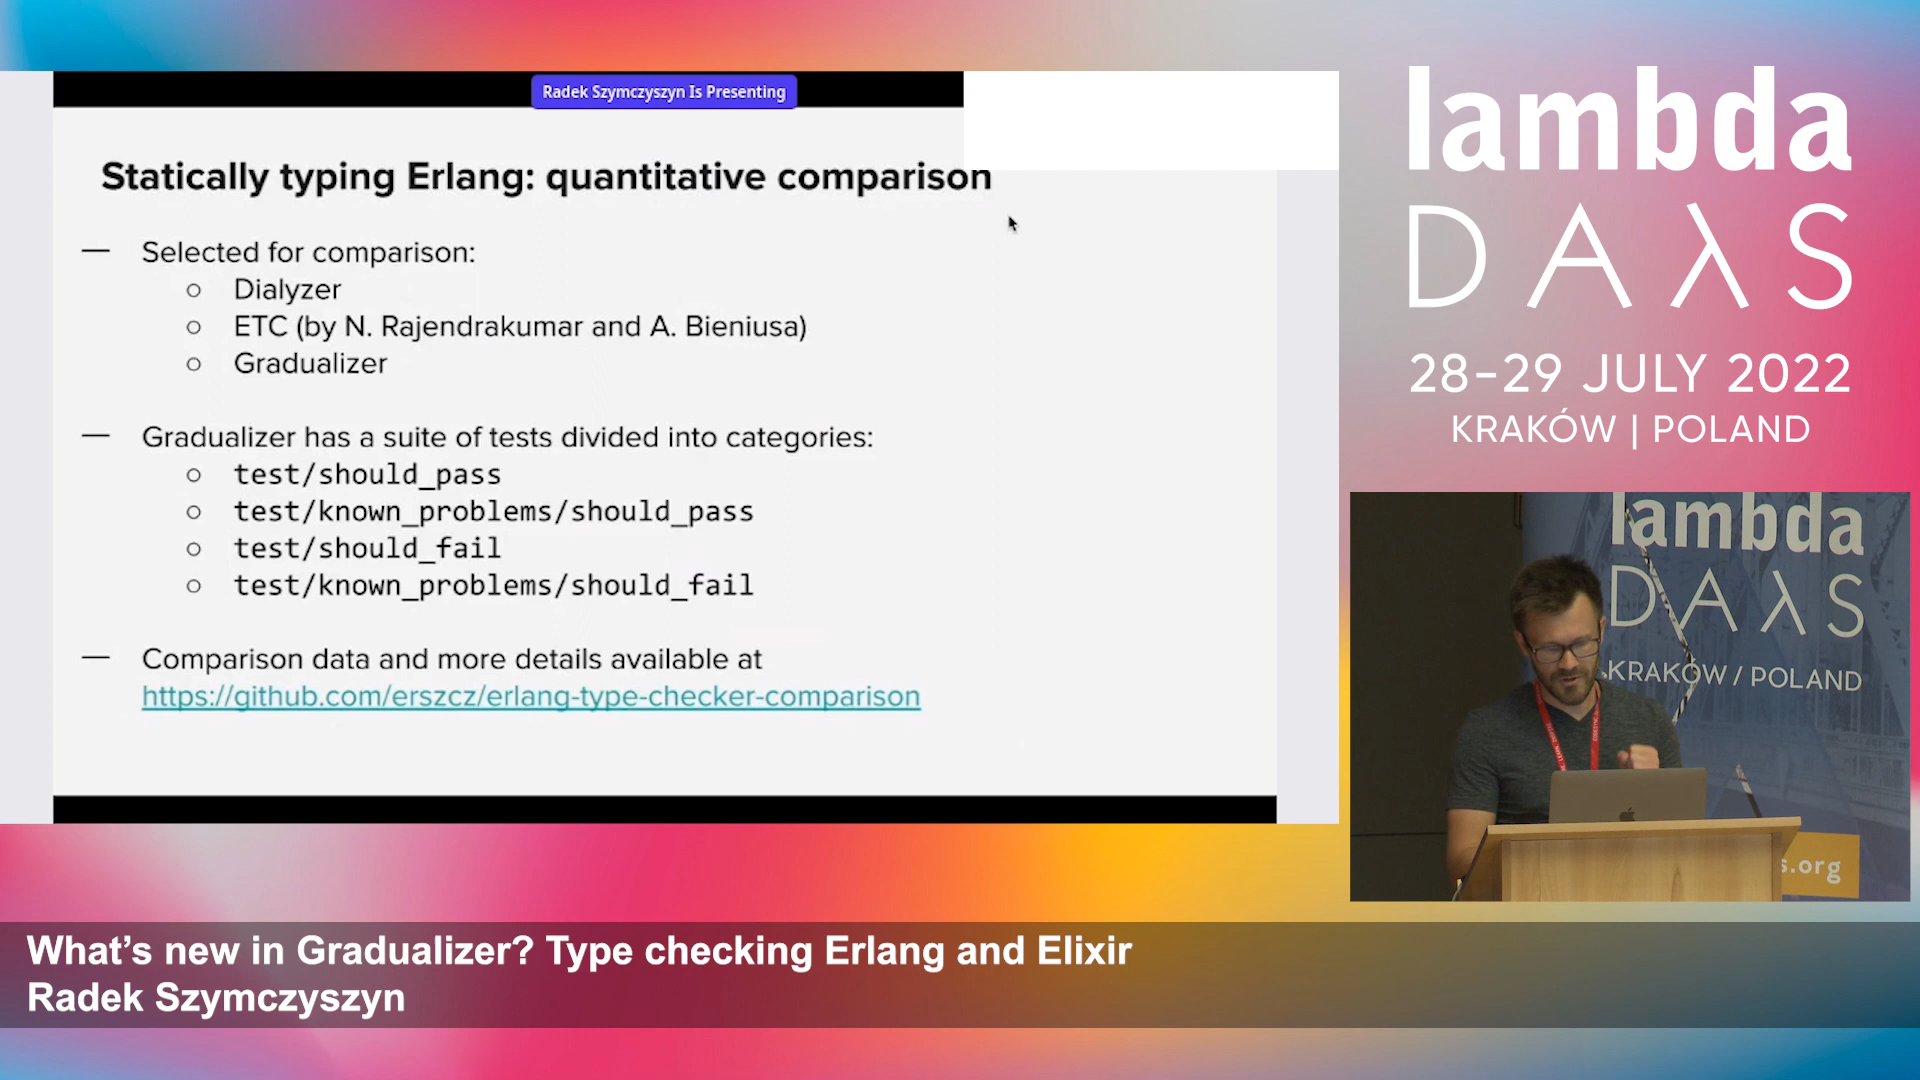 Radek Szymczyszyn Is Presenting
Statically typing Erlang: quantitative comparison
— Selected for comparison:
○ Dialyzer
○ ETC (by N. Rajendrakumar and A. Bieniusa)
○ Gradualizer
— Gradualizer has a suite of tests divided into categories:
○ test/should_pass
○ test/known_problems/should_pass
○ test/should_fail
○ test/known_problems/should_fail
— Comparison data and more details available at
https://github.com/erszcz/erlang-type-checker-comparison
lambda
DAλS
28-29 JULY 2022
KRAKÓW | POLAND
lambda
DAλS
KRAKÓW / POLAND
s.org
What’s new in Gradualizer? Type checking Erlang and Elixir
Radek Szymczyszyn